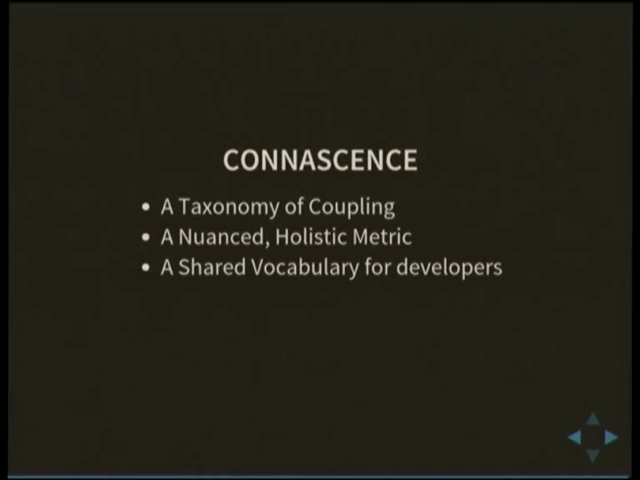 CONNASCENCE
• A Taxonomy of Coupling
• A Nuanced, Holistic Metric
• A Shared Vocabulary for developers